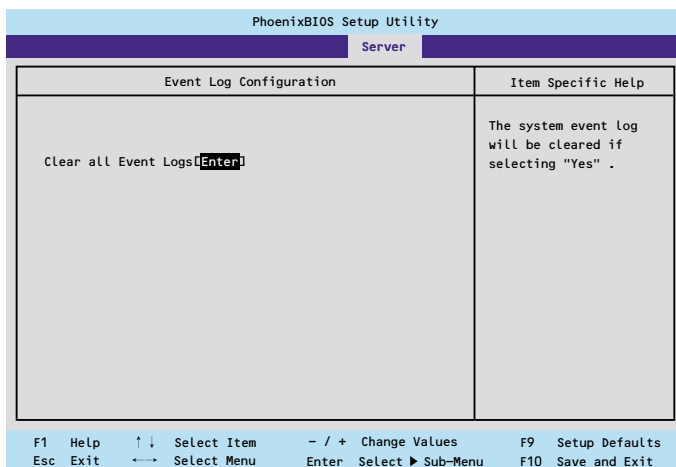 PhoenixBIOS Setup Utility
Server
Event Log Configuration
Item Specific Help
Clear all Event Logs[Enter]
The system event log
will be cleared if
selecting "Yes" .
F1 Help ↑↓ Select Item - / + Change Values F9 Setup Defaults
Esc Exit ←→ Select Menu Enter Select ▶ Sub-Menu F10 Save and Exit